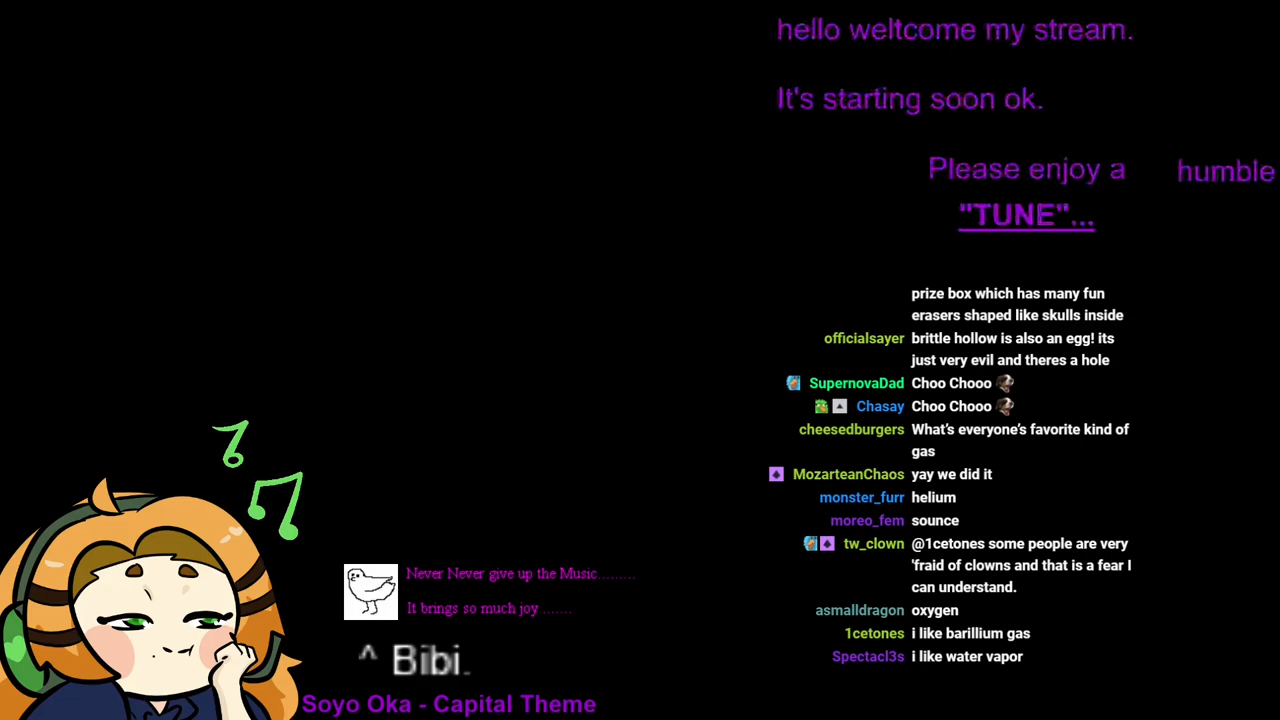 hello weltcome my stream.
It's starting soon ok.
Please enjoy a humble
"TUNE"...
prize box which has many fun
erasers shaped like skulls inside
officialsayer brittle hollow is also an egg! its
just very evil and theres a hole
SupernovaDad Choo Chooo
Chasay Choo Chooo
cheesedburgers What's everyone's favorite kind of
gas
MozarteanChaos yay we did it
monster_furr helium
moreo_fem sounce
tw_clown @1cetones some people are very
'fraid of clowns and that is a fear I
can understand.
asmalldragon oxygen
1cetones i like barillium gas
Spectacl3s i like water vapor
Never Never give up the Music.........
It brings so much joy .......
^ Bibi.
Soyo Oka - Capital Theme